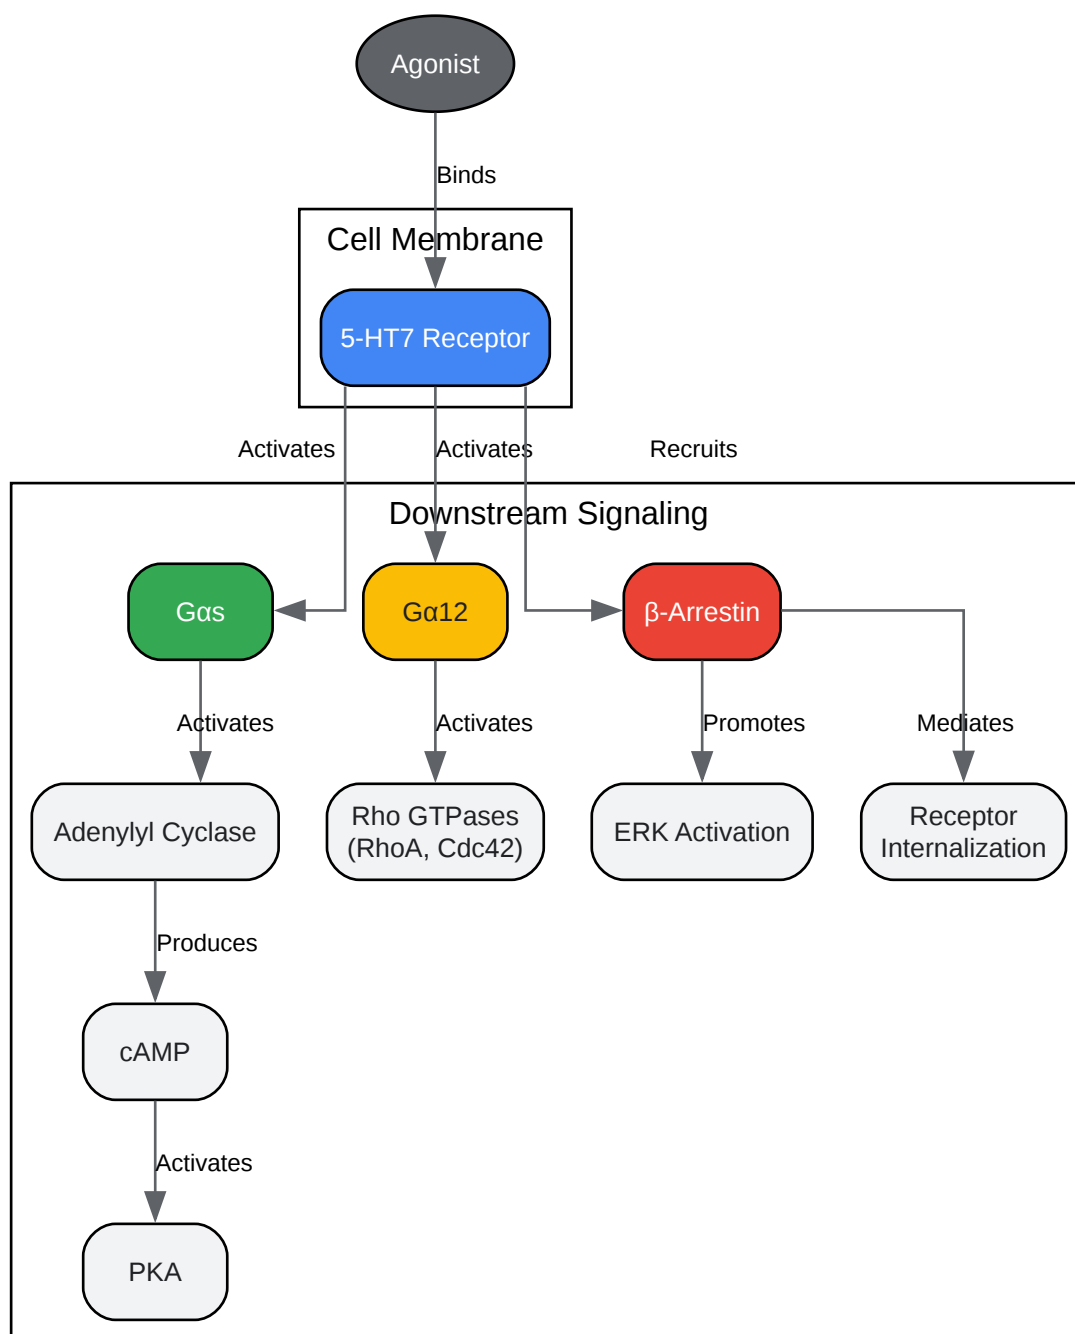 Agonist
Binds
Cell Membrane
5-HT7 Receptor
Activates
Activates
Recruits
Downstream Signaling
Gαs
Gα12
β-Arrestin
Activates
Activates
Promotes
Mediates
Adenylyl Cyclase
Rho GTPases
(RhoA, Cdc42)
ERK Activation
Receptor
Internalization
Produces
cAMP
Activates
PKA